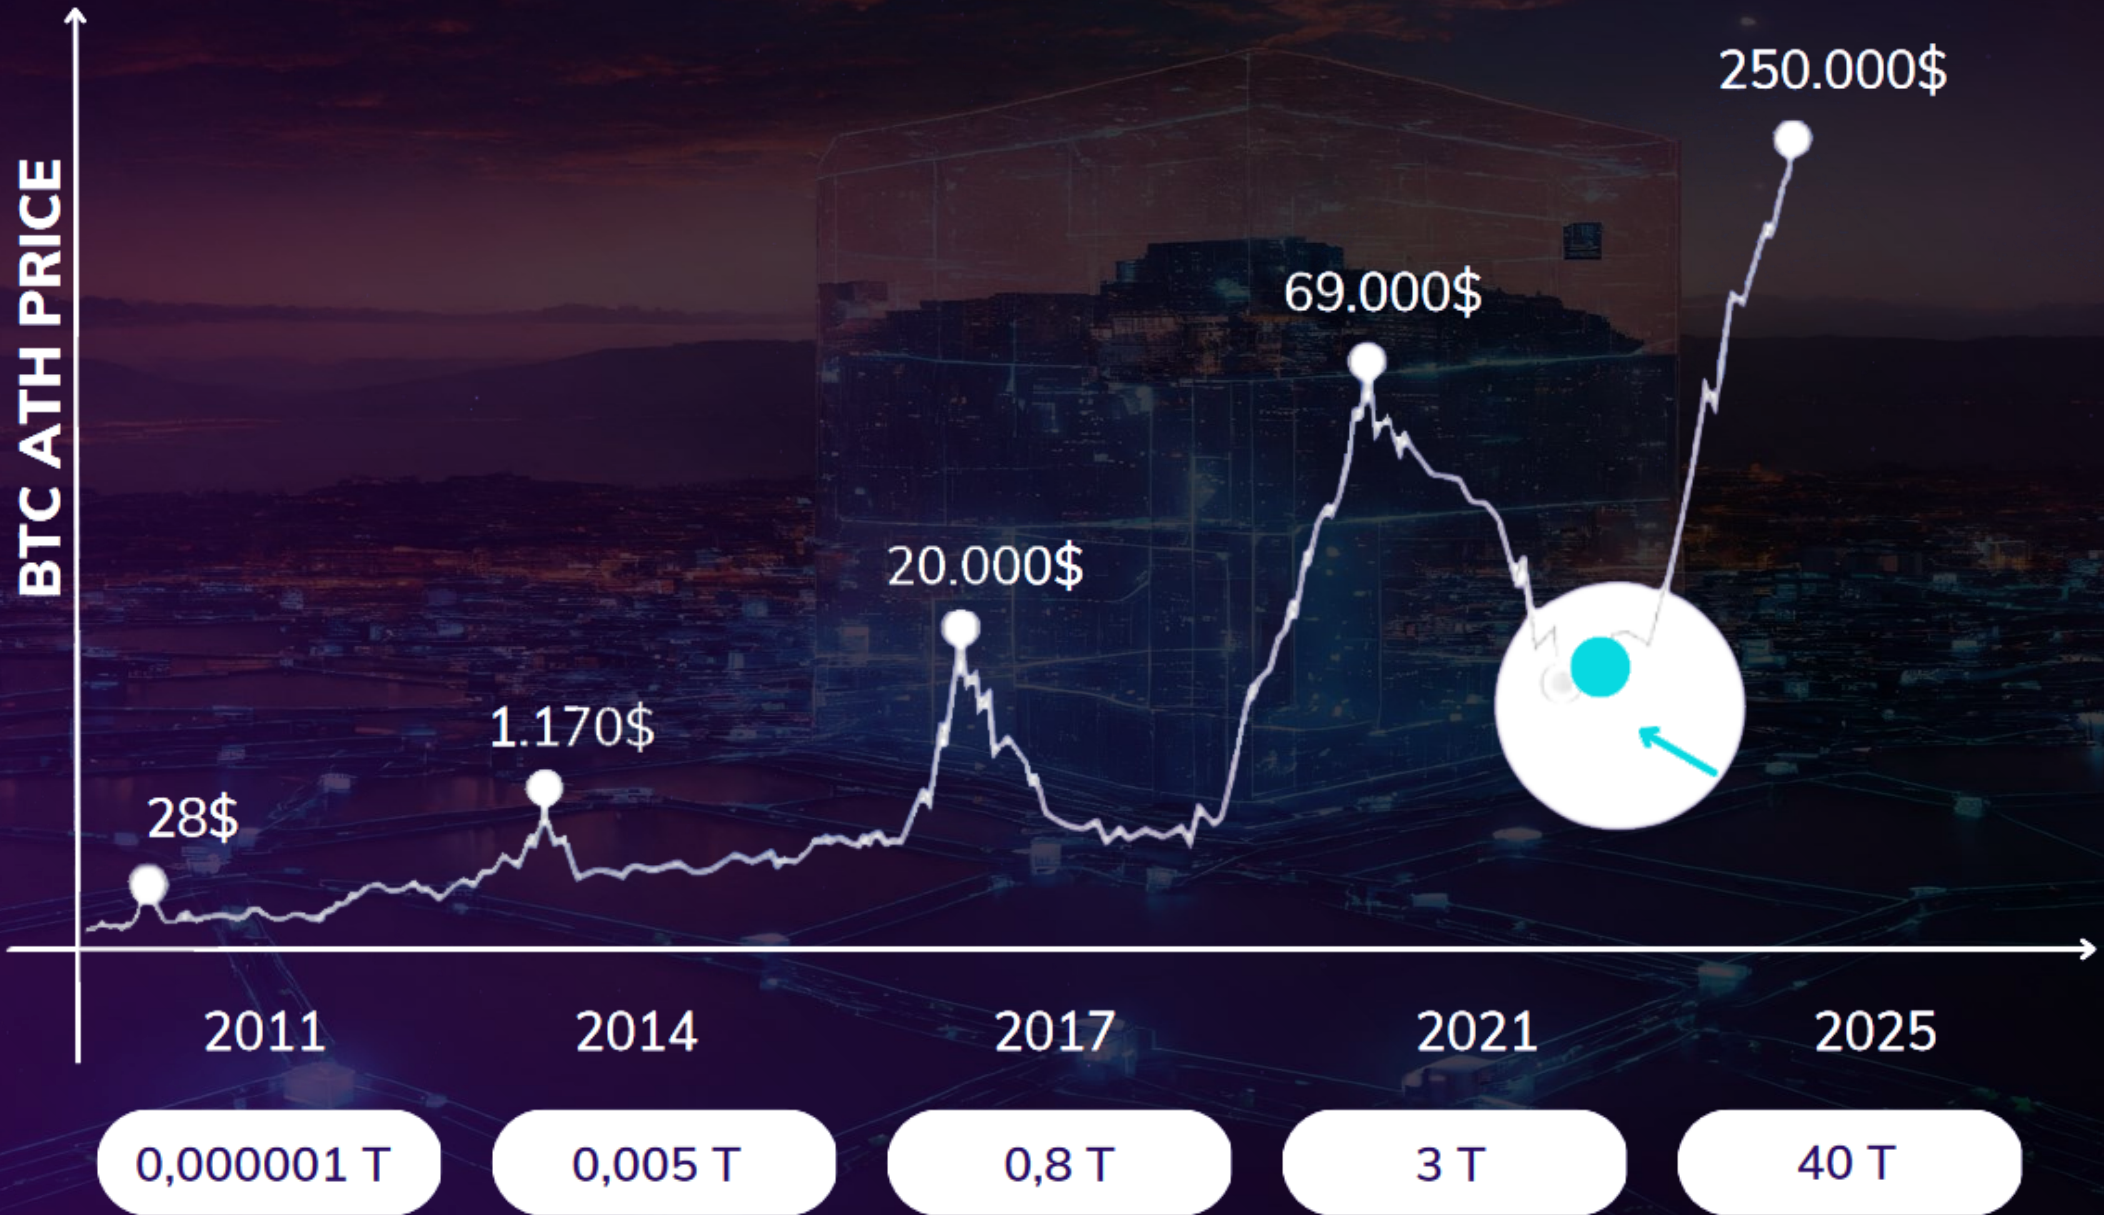 BTC ATH PRICE
250.000$
69.000$
20.000$
1.170$
28$
2011 2014 2017 2021 2025
0,000001 T 0,005 T 0,8 T 3 T 40 T